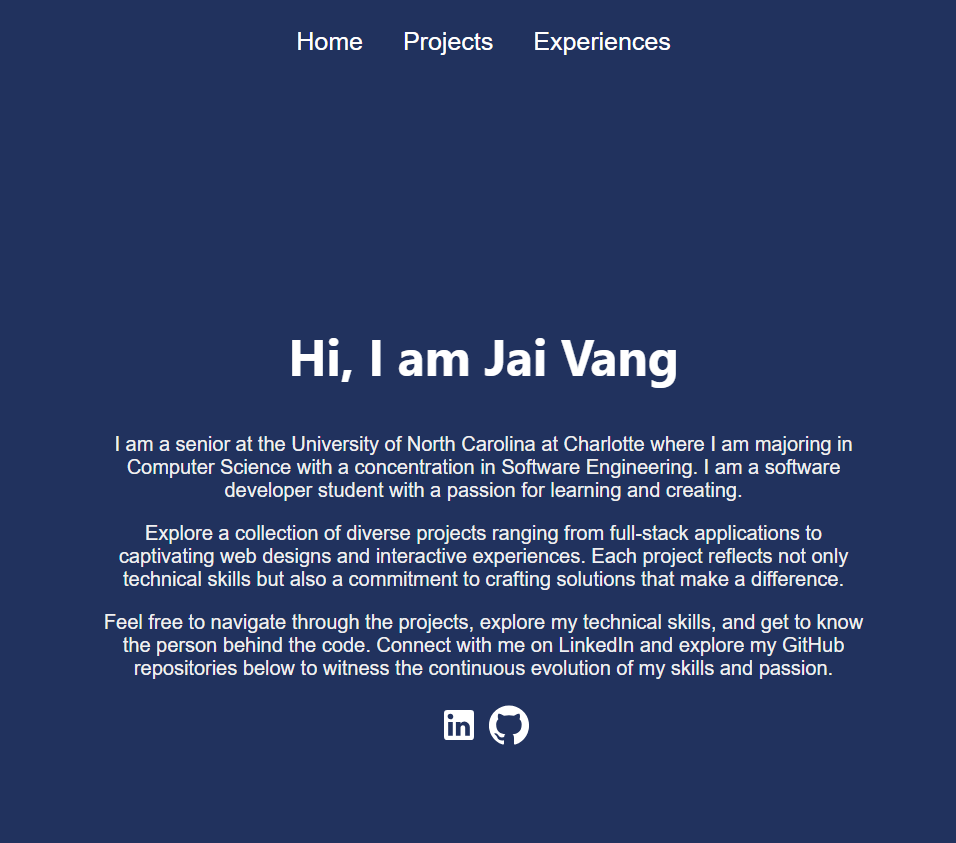 Home Projects Experiences
Hi, I am Jai Vang
I am a senior at the University of North Carolina at Charlotte where I am majoring in
Computer Science with a concentration in Software Engineering. I am a software
developer student with a passion for learning and creating.
Explore a collection of diverse projects ranging from full-stack applications to
captivating web designs and interactive experiences. Each project reflects not only
technical skills but also a commitment to crafting solutions that make a difference.
Feel free to navigate through the projects, explore my technical skills, and get to know
the person behind the code. Connect with me on LinkedIn and explore my GitHub
repositories below to witness the continuous evolution of my skills and passion.
in